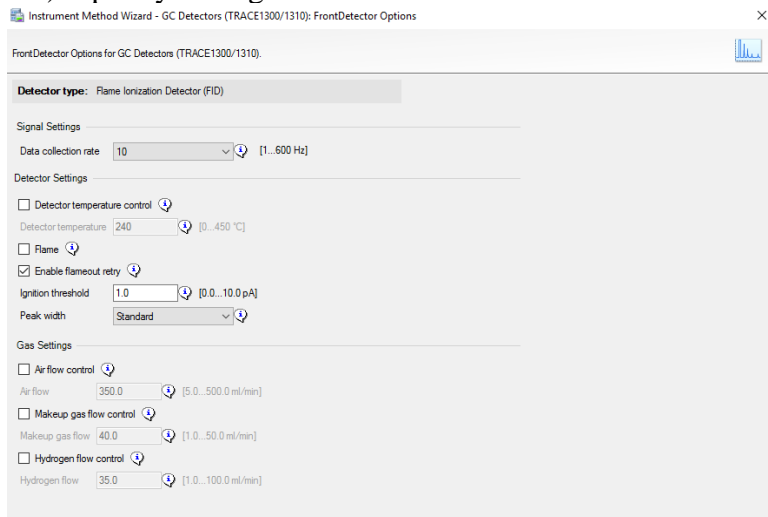 Instrument Method Wizard - GC Detectors (TRACE1300/1310): FrontDetector Options
FrontDetector Options for GC Detectors (TRACE1300/1310).
Detector type: Flame Ionization Detector (FID)
Signal Settings
Data collection rate 10 [1...600 Hz]
Detector Settings
Detector temperature control
Detector temperature 240 [0...450 °C]
Flame
Enable flameout retry
Ignition threshold 1.0 [0.0...10.0 pA]
Peak width Standard
Gas Settings
Air flow control
Air flow 350.0 [5.0...500.0 ml/min]
Makeup gas flow control
Makeup gas flow 40.0 [1.0...50.0 ml/min]
Hydrogen flow control
Hydrogen flow 35.0 [1.0...100.0 ml/min]